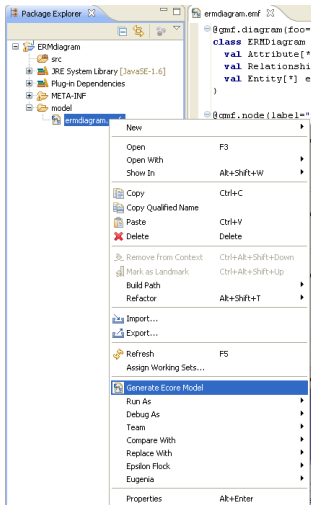 Package Explorer
ermdiagram.emf
ERMdiagram
src
JRE System Library [JavaSE-1.6]
Plug-in Dependencies
META-INF
model
@gmf.diagram(foo="
class ERMDiagram
val Attribute[*
val Relationshi
val Entity[*] e
}
@gmf.node(label="
New
Open F3
Open With
Show In Alt+Shift+W
Copy Ctrl+C
Copy Qualified Name
Paste Ctrl+V
Delete Delete
Remove from Context Ctrl+Alt+Shift+Down
Mark as Landmark Ctrl+Alt+Shift+Up
Build Path
Refactor Alt+Shift+T
Import...
Export...
Refresh F5
Assign Working Sets...
Generate Ecore Model
Run As
Debug As
Team
Compare With
Replace With
Epsilon Flock
Eugenia
Properties Alt+Enter